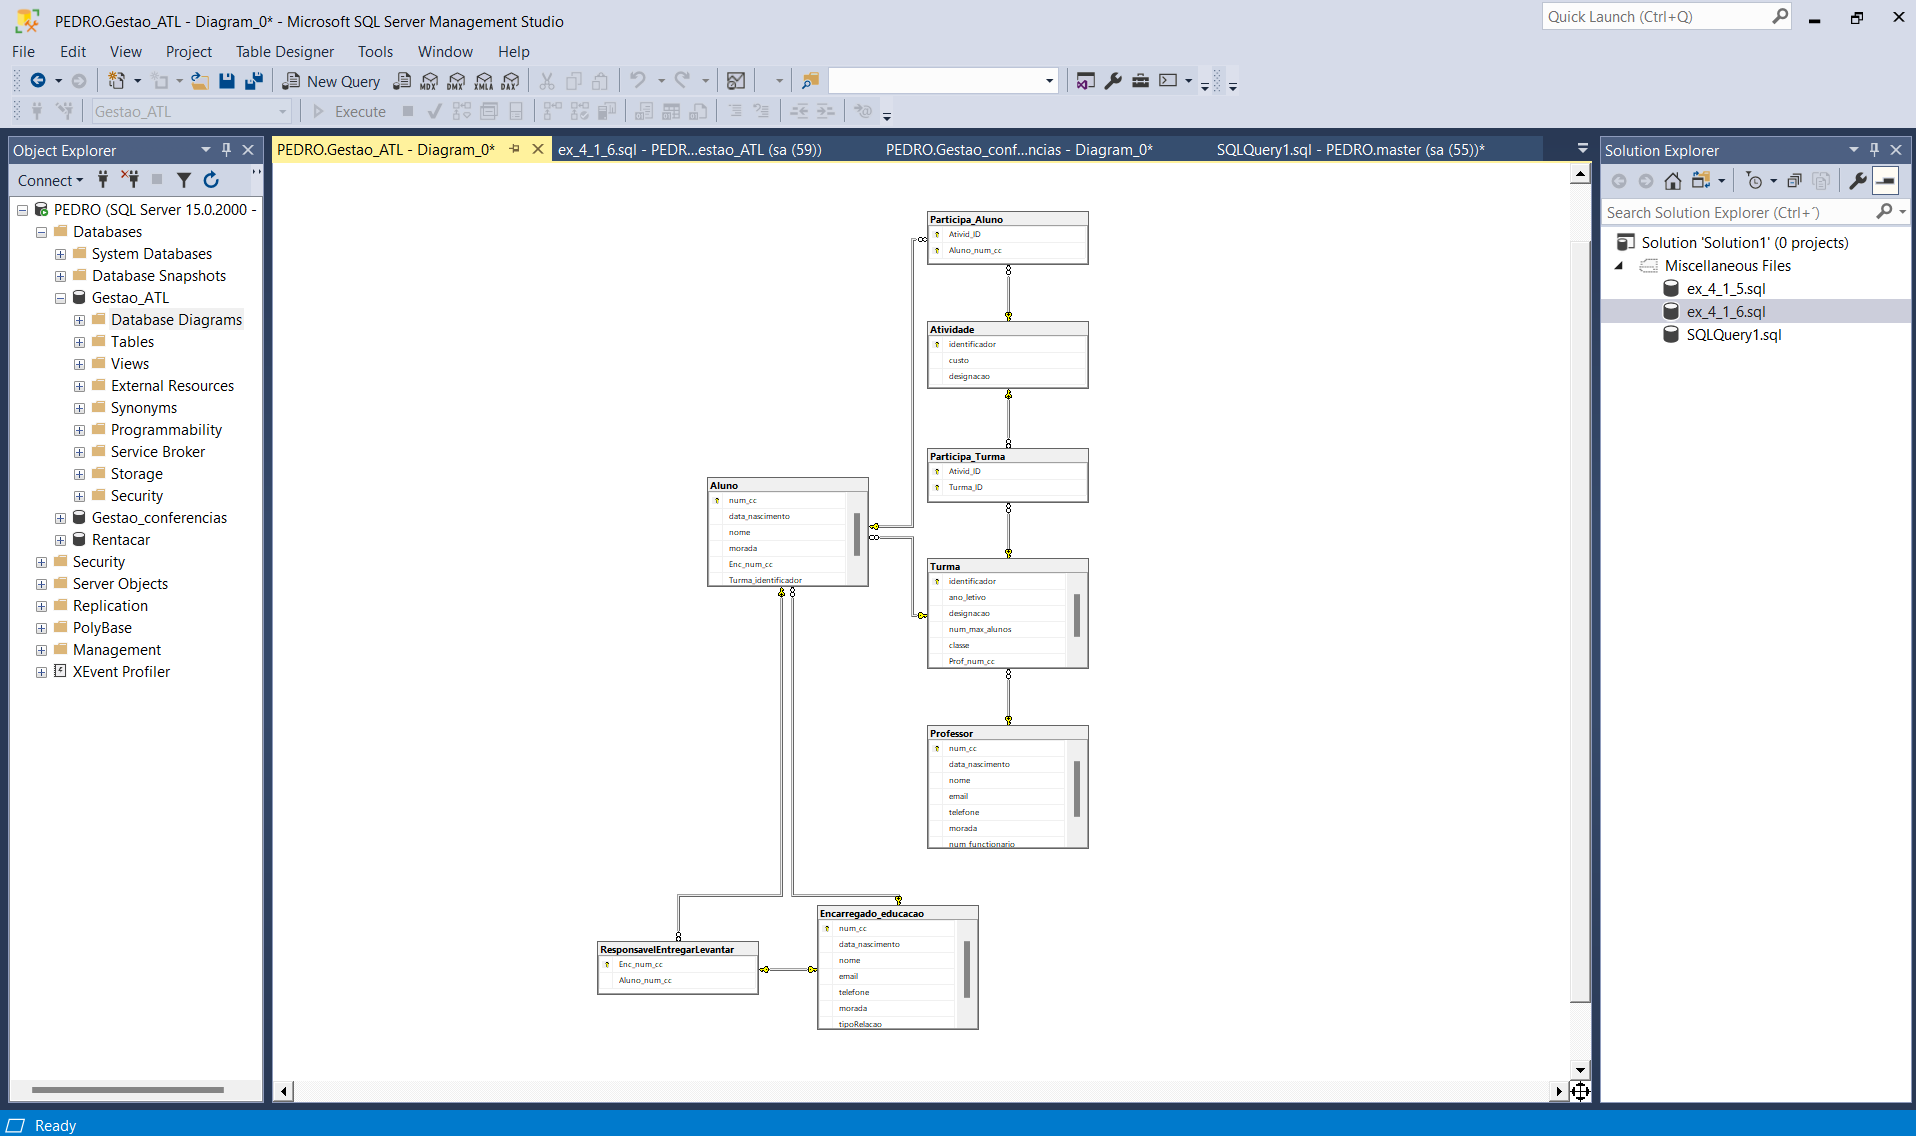 PEDRO.Gestao_ATL - Diagram_0* - Microsoft SQL Server Management Studio
Quick Launch (Ctrl+Q)
File Edit View Project Table Designer Tools Window Help
New Query MDX DMX XMLA DAX
Gestao_ATL Execute
Object Explorer
Connect
PEDRO (SQL Server 15.0.2000 -
Databases
System Databases
Database Snapshots
Gestao_ATL
Database Diagrams
Tables
Views
External Resources
Synonyms
Programmability
Service Broker
Storage
Security
Gestao_conferencias
Rentacar
Security
Server Objects
Replication
PolyBase
Management
XEvent Profiler
PEDRO.Gestao_ATL - Diagram_0* ex_4_1_6.sql - PEDR...estao_ATL (sa (59)) PEDRO.Gestao_conf...ncias - Diagram_0* SQLQuery1.sql - PEDRO.master (sa (55))*
Participa_Aluno
Ativid_ID
Aluno_num_cc
Atividade
identificador
custo
designacao
Participa_Turma
Ativid_ID
Turma_ID
Aluno
num_cc
data_nascimento
nome
morada
Enc_num_cc
Turma_identificador
Turma
identificador
ano_letivo
designacao
num_max_alunos
classe
Prof_num_cc
Professor
num_cc
data_nascimento
nome
email
telefone
morada
num_functionario
Encarregado_educacao
num_cc
data_nascimento
nome
email
telefone
morada
tipoRelacao
ResponsavelEntregarLevantar
Enc_num_cc
Aluno_num_cc
Solution Explorer
Search Solution Explorer (Ctrl+´)
Solution 'Solution1' (0 projects)
Miscellaneous Files
ex_4_1_5.sql
ex_4_1_6.sql
SQLQuery1.sql
Ready